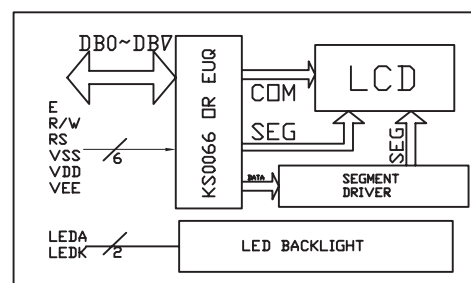 DB0~DB7
E
R/W
RS
VSS
VDD
VEE
6
KS0066 OR EUQ
LCD
COM
SEG
SEG
DATA
SEGMENT
DRIVER
LEDA
LEDK
2
LED BACKLIGHT